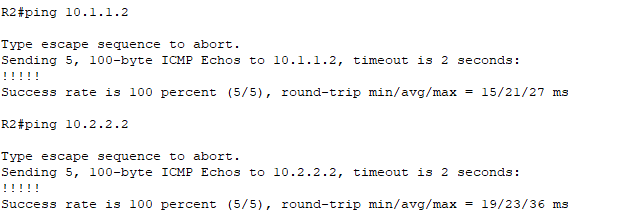 R2#ping 10.1.1.2
Type escape sequence to abort.
Sending 5, 100-byte ICMP Echos to 10.1.1.2, timeout is 2 seconds:
!!!!!
Success rate is 100 percent (5/5), round-trip min/avg/max = 15/21/27 ms
R2#ping 10.2.2.2
Type escape sequence to abort.
Sending 5, 100-byte ICMP Echos to 10.2.2.2, timeout is 2 seconds:
!!!!!
Success rate is 100 percent (5/5), round-trip min/avg/max = 19/23/36 ms